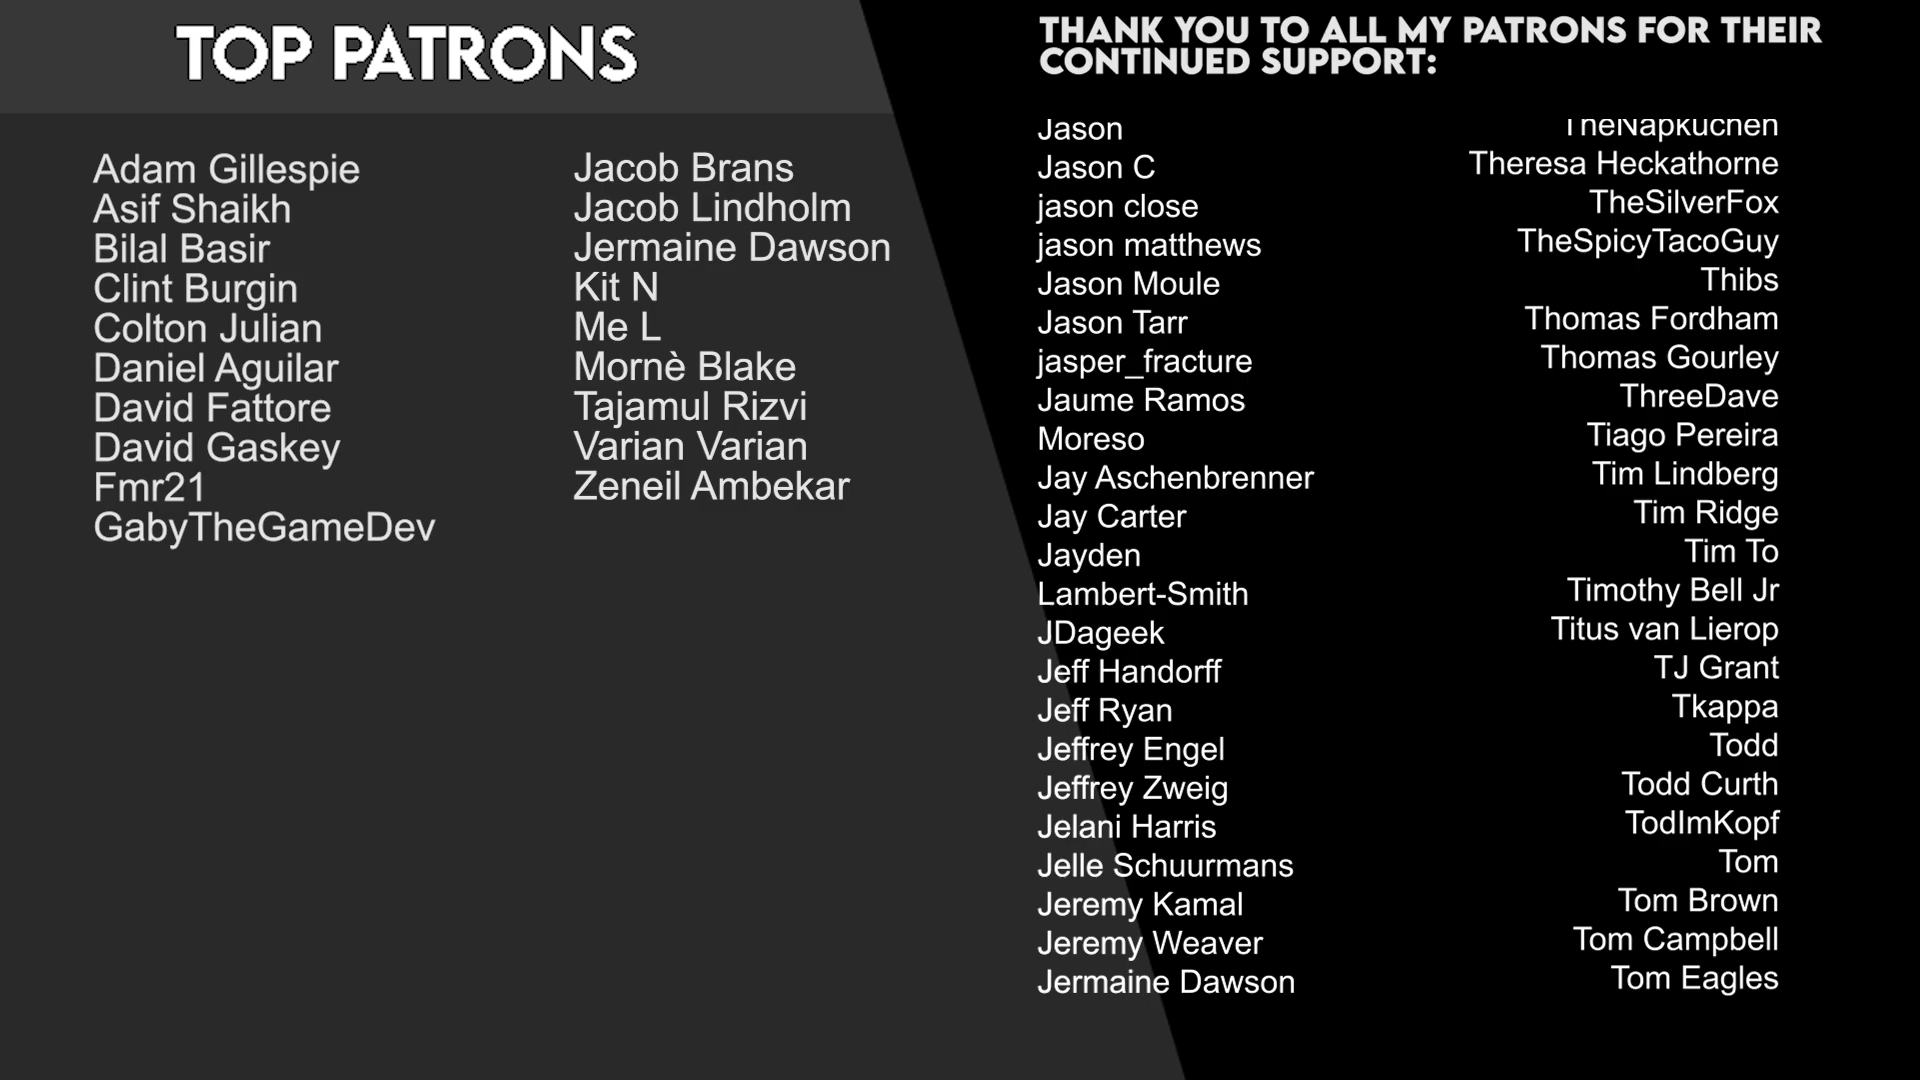 TOP PATRONS
Adam Gillespie
Asif Shaikh
Bilal Basir
Clint Burgin
Colton Julian
Daniel Aguilar
David Fattore
David Gaskey
Fmr21
GabyTheGameDev
Jacob Brans
Jacob Lindholm
Jermaine Dawson
Kit N
Me L
Mornè Blake
Tajamul Rizvi
Varian Varian
Zeneil Ambekar
THANK YOU TO ALL MY PATRONS FOR THEIR
CONTINUED SUPPORT:
Jason
Jason C
jason close
jason matthews
Jason Moule
Jason Tarr
jasper_fracture
Jaume Ramos
Moreso
Jay Aschenbrenner
Jay Carter
Jayden
Lambert-Smith
JDageek
Jeff Handorff
Jeff Ryan
Jeffrey Engel
Jeffrey Zweig
Jelani Harris
Jelle Schuurmans
Jeremy Kamal
Jeremy Weaver
Jermaine Dawson
TheNapkuchen
Theresa Heckathorne
TheSilverFox
TheSpicyTacoGuy
Thibs
Thomas Fordham
Thomas Gourley
ThreeDave
Tiago Pereira
Tim Lindberg
Tim Ridge
Tim To
Timothy Bell Jr
Titus van Lierop
TJ Grant
Tkappa
Todd
Todd Curth
TodImKopf
Tom
Tom Brown
Tom Campbell
Tom Eagles